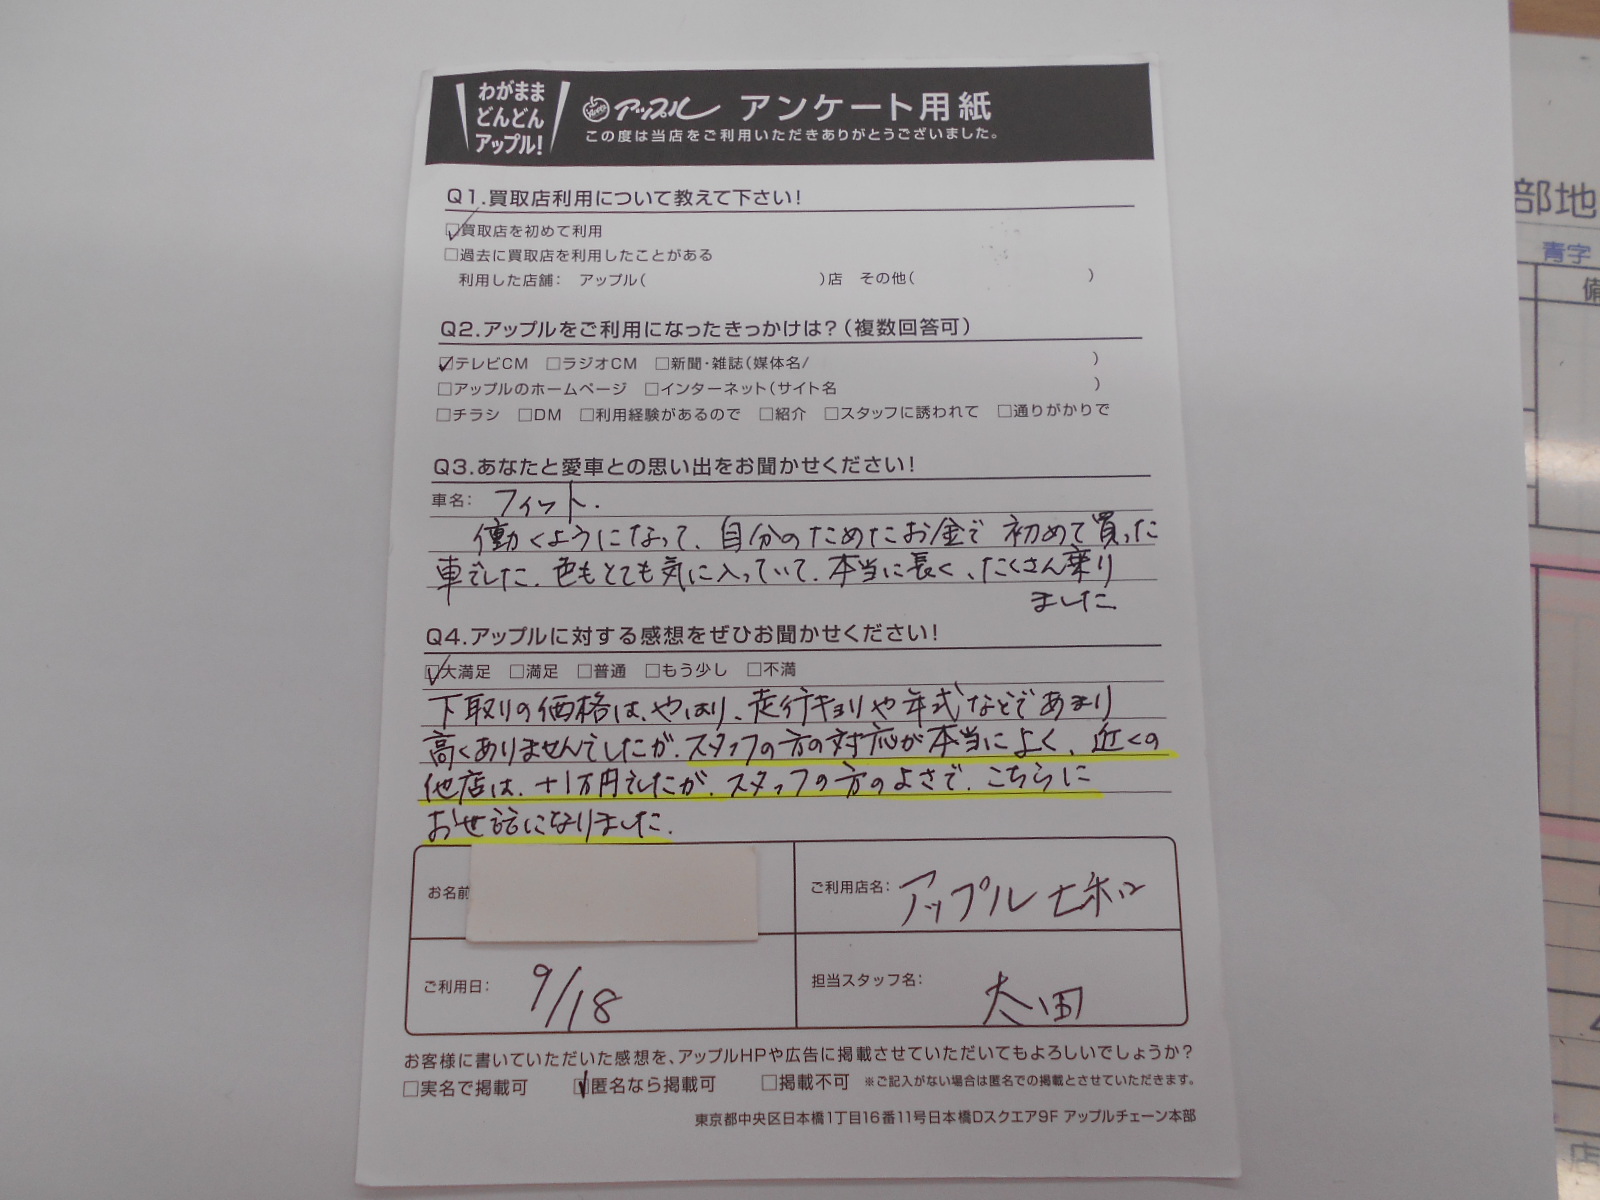 わがまま
どんどん
アップル!
アップル アンケート用紙
この度は当店をご利用いただきありがとうございました。
Q1.買取店利用について教えて下さい!
☑買取店を初めて利用
□過去に買取店を利用したことがある
利用した店舗: アップル( )店 その他( )
Q2.アップルをご利用になったきっかけは?(複数回答可)
☑テレビCM □ラジオCM □新聞・雑誌(媒体名/ )
□アップルのホームページ □インターネット(サイト名 )
□チラシ □DM □利用経験があるので □紹介 □スタッフに誘われて □通りがかりで
Q3.あなたと愛車との思い出をお聞かせください!
車名: フィット.
働くようになって、自分のためたお金で 初めて買った
車でした。色もとても気に入っていて、本当に長く、たくさん乗り
ました
Q4.アップルに対する感想をぜひお聞かせください!
☑大満足 □満足 □普通 □もう少し □不満
下取りの価格は、やはり、走行キョリや年式などであまり
高くありませんでしたが、スタッフの方の対応が本当によく、近くの
他店は、+1万円でしたが、スタッフの方のよさで、こちらに
おせ話になりました.
お名前
ご利用店名: アップル
ご利用日: 9/18
担当スタッフ名: 太田
お客様に書いていただいた感想を、アップルHPや広告に掲載させていただいてもよろしいでしょうか?
□実名で掲載可 ☑匿名なら掲載可 □掲載不可 ※ご記入がない場合は匿名での掲載とさせていただきます。
東京都中央区日本橋1丁目16番11号日本橋Dスクエア9F アップルチェーン本部
部地
青字
備
店